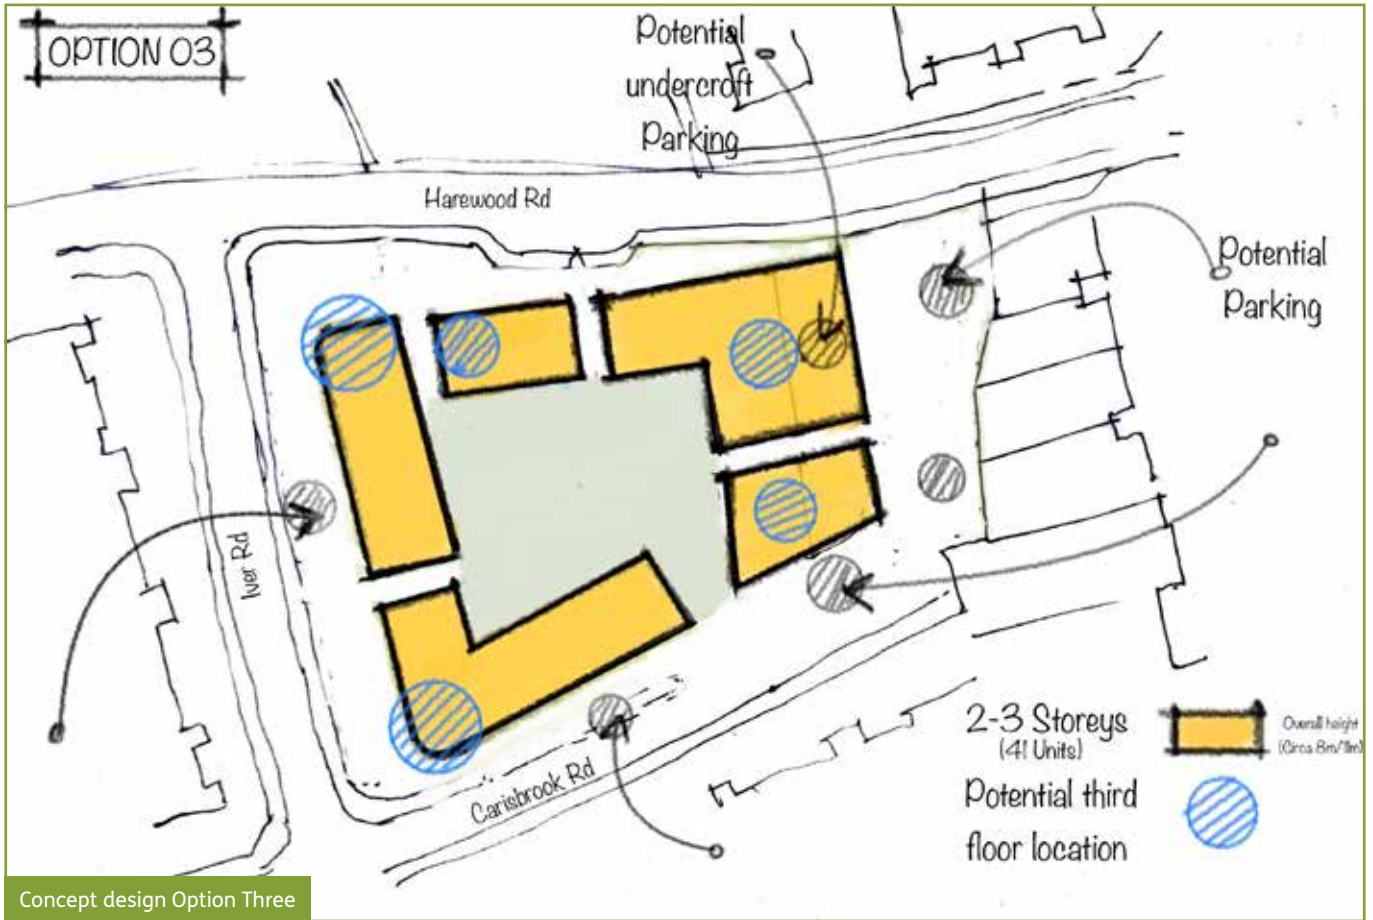 OPTION 03
Potential
undercroft
Parking
Harewood Rd
Potential
Parking
Iver Rd
Carisbrook Rd
2-3 Storeys
(41 Units)
Overall height
(Circa 8m/11m)
Potential third
floor location
Concept design Option Three